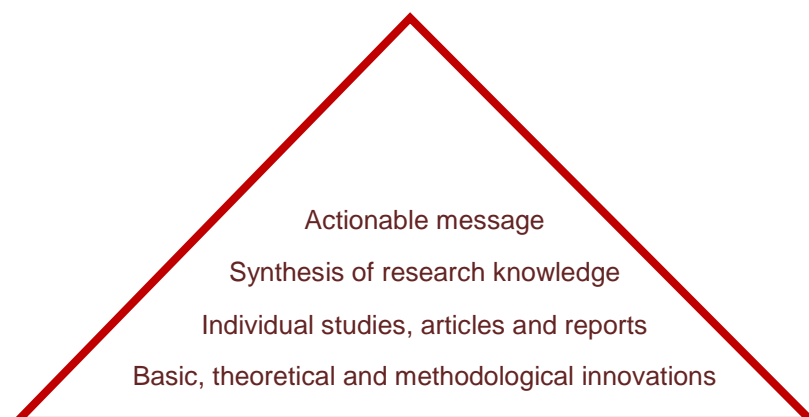 Actionable message
Synthesis of research knowledge
Individual studies, articles and reports
Basic, theoretical and methodological innovations